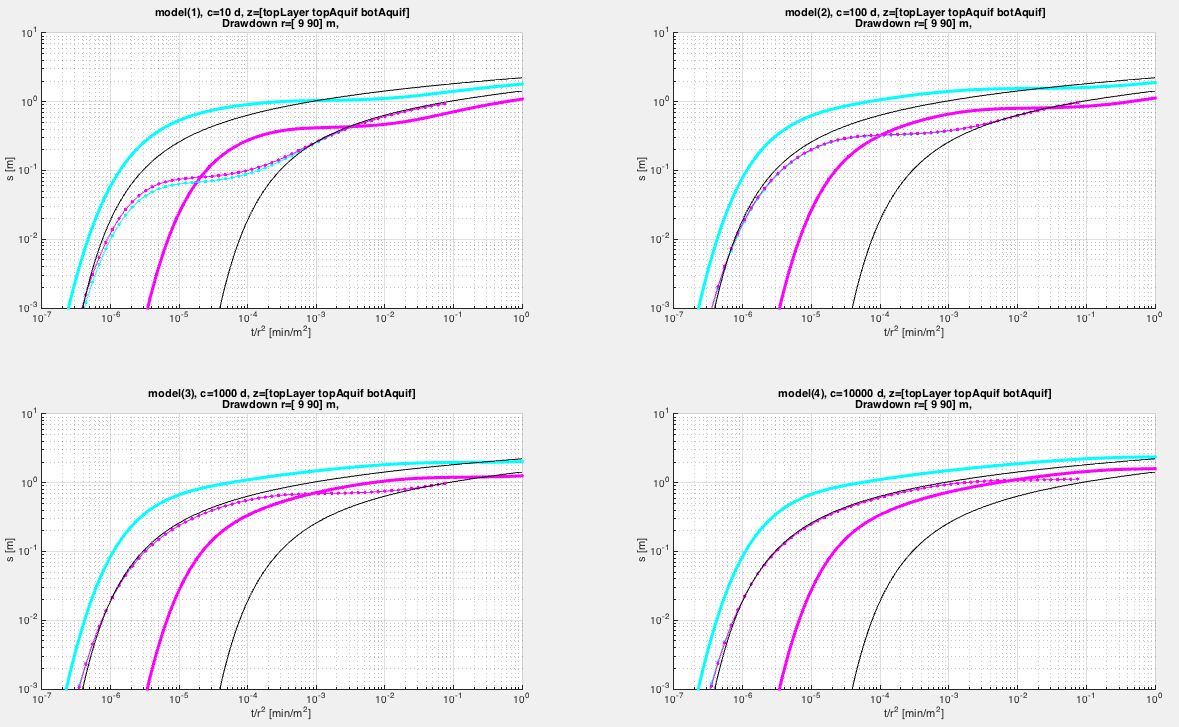 model(1), c=10 d, z=[topLayer topAquif botAquif]
Drawdown r=[ 9 90] m,
10^1
10^0
10^-1
10^-2
10^-3
s [m]
10^-7 10^-6 10^-5 10^-4 10^-3 10^-2 10^-1 10^0
t/r^2 [min/m^2]
model(2), c=100 d, z=[topLayer topAquif botAquif]
Drawdown r=[ 9 90] m,
10^1
10^0
10^-1
10^-2
10^-3
s [m]
10^-7 10^-6 10^-5 10^-4 10^-3 10^-2 10^-1 10^0
t/r^2 [min/m^2]
model(3), c=1000 d, z=[topLayer topAquif botAquif]
Drawdown r=[ 9 90] m,
10^1
10^0
10^-1
10^-2
10^-3
s [m]
10^-7 10^-6 10^-5 10^-4 10^-3 10^-2 10^-1 10^0
t/r^2 [min/m^2]
model(4), c=10000 d, z=[topLayer topAquif botAquif]
Drawdown r=[ 9 90] m,
10^1
10^0
10^-1
10^-2
10^-3
s [m]
10^-7 10^-6 10^-5 10^-4 10^-3 10^-2 10^-1 10^0
t/r^2 [min/m^2]